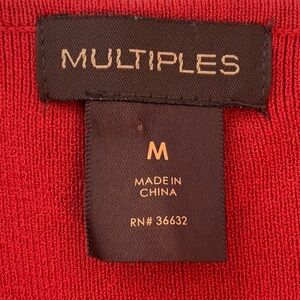 MULTIPLES
M
MADE IN
CHINA
RN# 36632